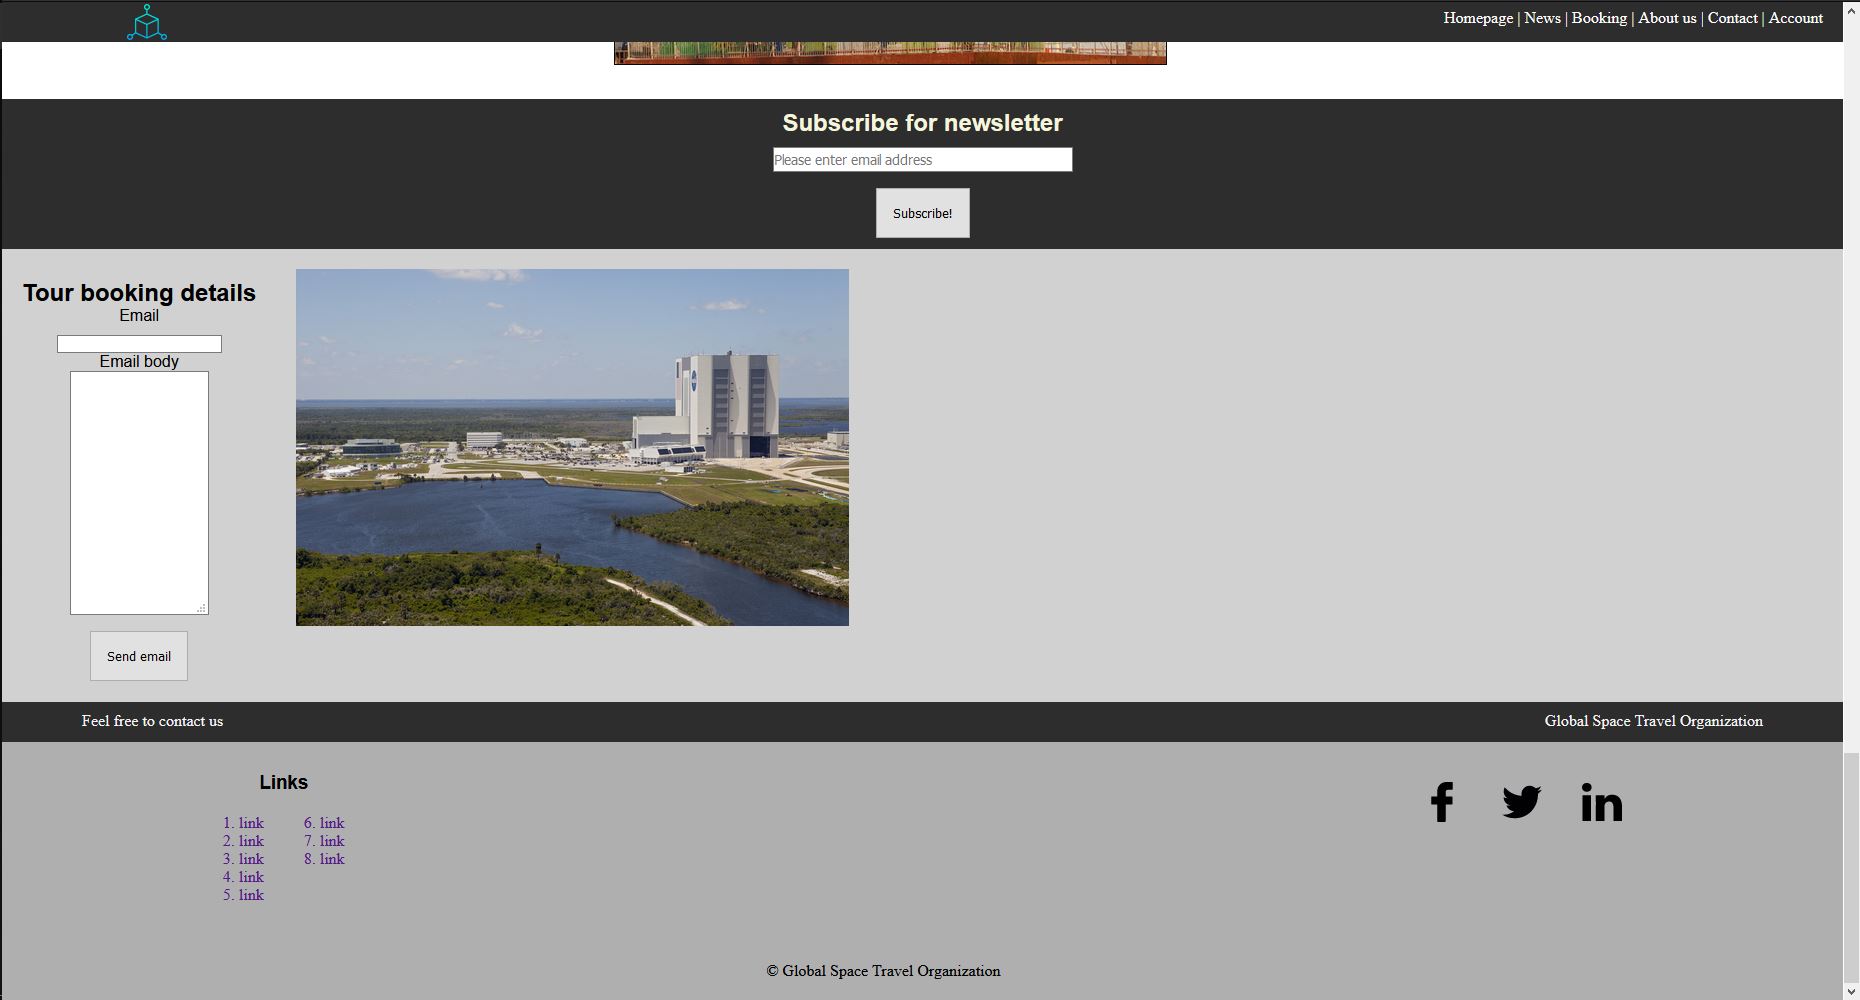 Homepage | News | Booking | About us | Contact | Account
Subscribe for newsletter
Please enter email address
Subscribe!
Tour booking details
Email
Email body
Send email
Feel free to contact us
Global Space Travel Organization
Links
1. link
2. link
3. link
4. link
5. link
6. link
7. link
8. link
© Global Space Travel Organization